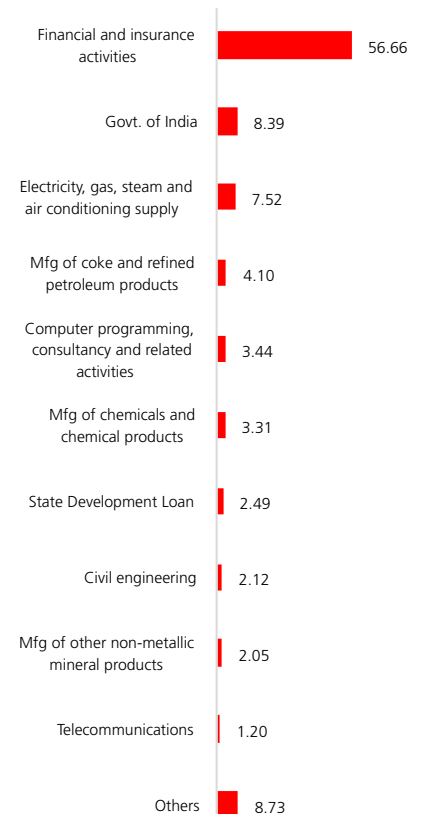 Financial and insurance
activities
56.66
Govt. of India
8.39
Electricity, gas, steam and
air conditioning supply
7.52
Mfg of coke and refined
petroleum products
4.10
Computer programming,
consultancy and related
activities
3.44
Mfg of chemicals and
chemical products
3.31
State Development Loan
2.49
Civil engineering
2.12
Mfg of other non-metallic
mineral products
2.05
Telecommunications
1.20
Others
8.73